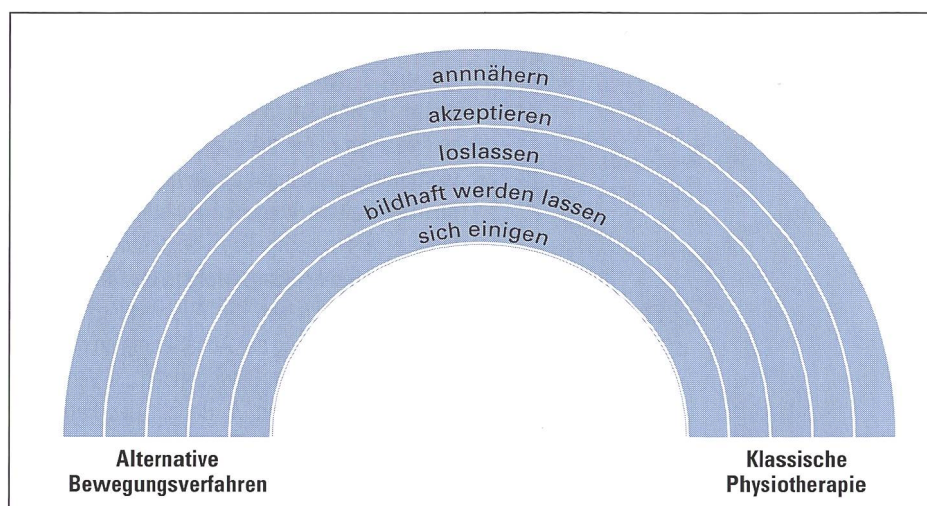 annnähern
akzeptieren
loslassen
bildhaft werden lassen
sich einigen
Alternative
Bewegungsverfahren
Klassische
Physiotherapie